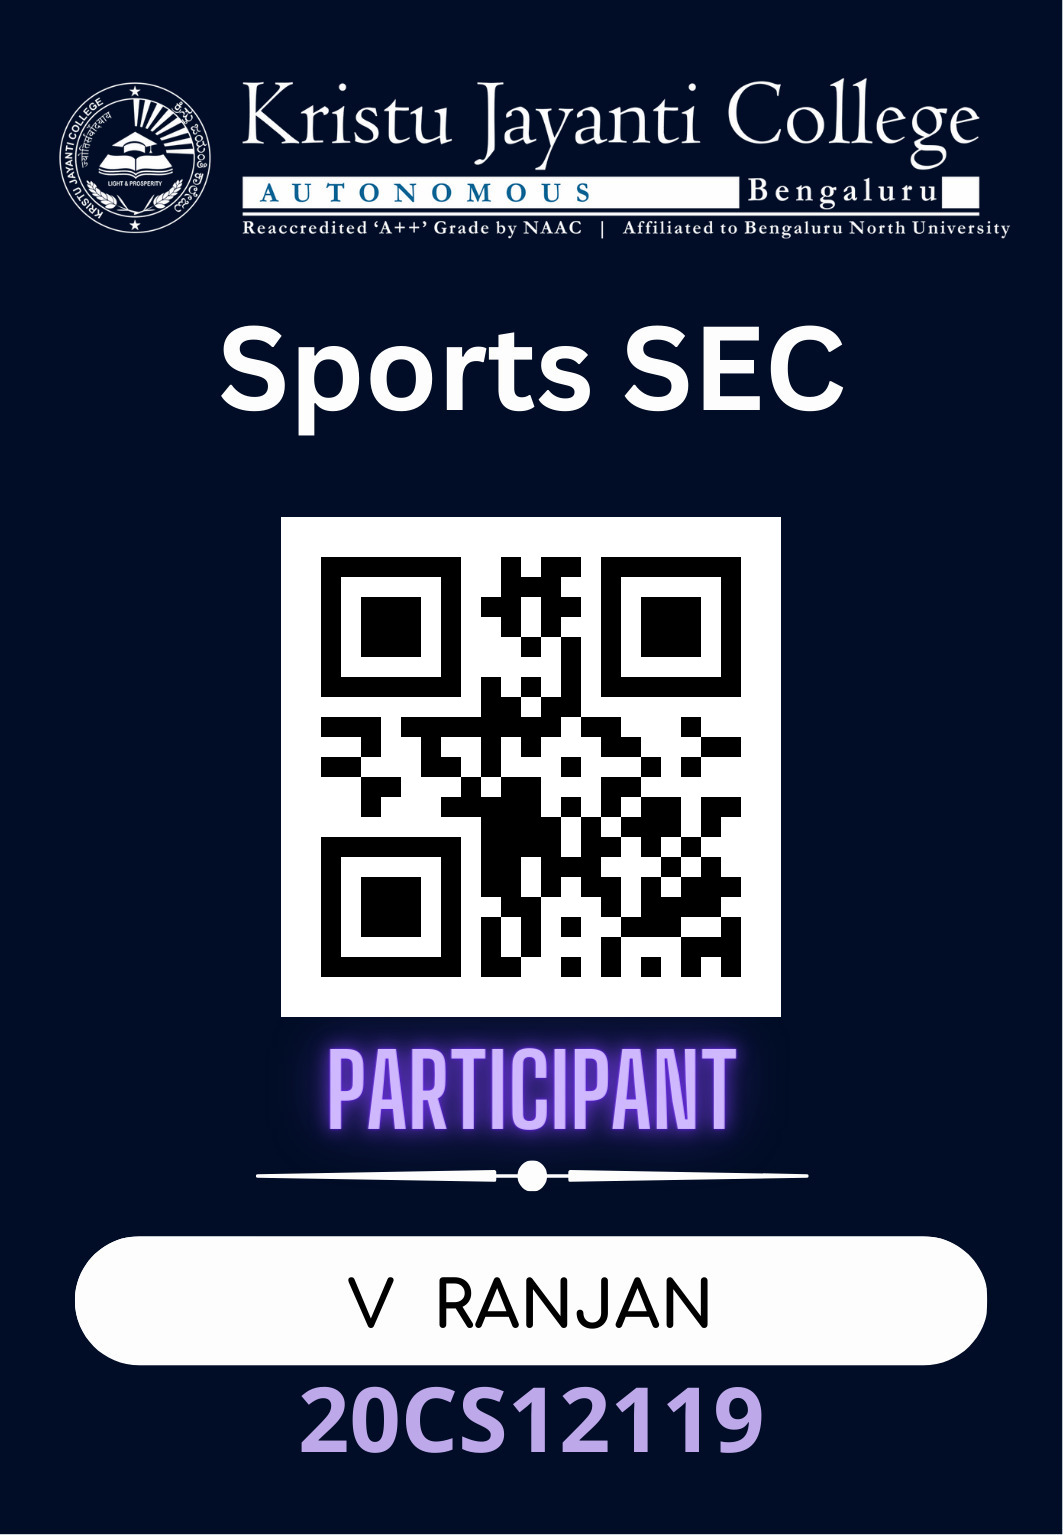 KRISTU JAYANTI COLLEGE
ಕ್ರಿಸ್ತು ಜಯಂತಿ ಕಾಲೇಜು
LIGHT & PROSPERITY
Kristu Jayanti College
AUTONOMOUS Bengaluru
Reaccredited ‘A++’ Grade by NAAC | Affiliated to Bengaluru North University
Sports SEC
PARTICIPANT
V RANJAN
20CS12119